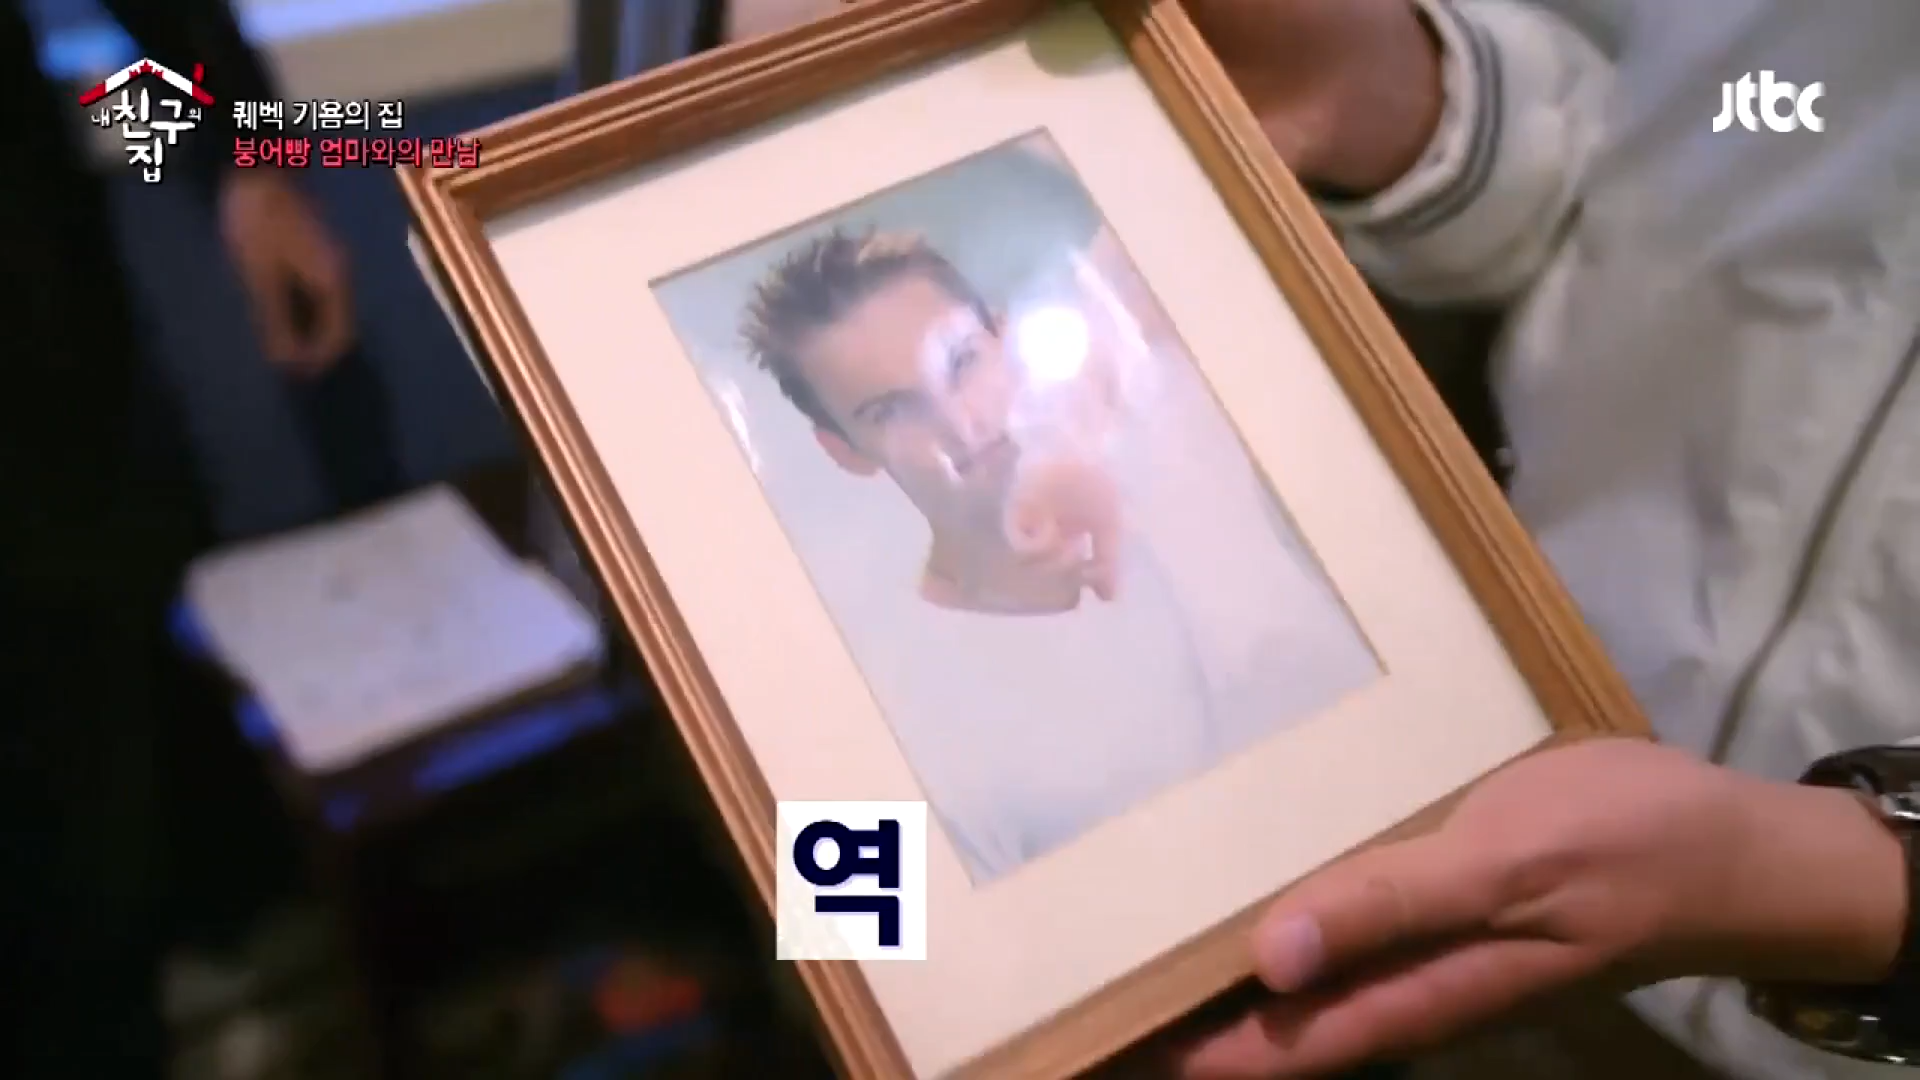 내 친구의 집
퀘벡 기욤의 집
붕어빵 엄마와의 만남
jtbc
역